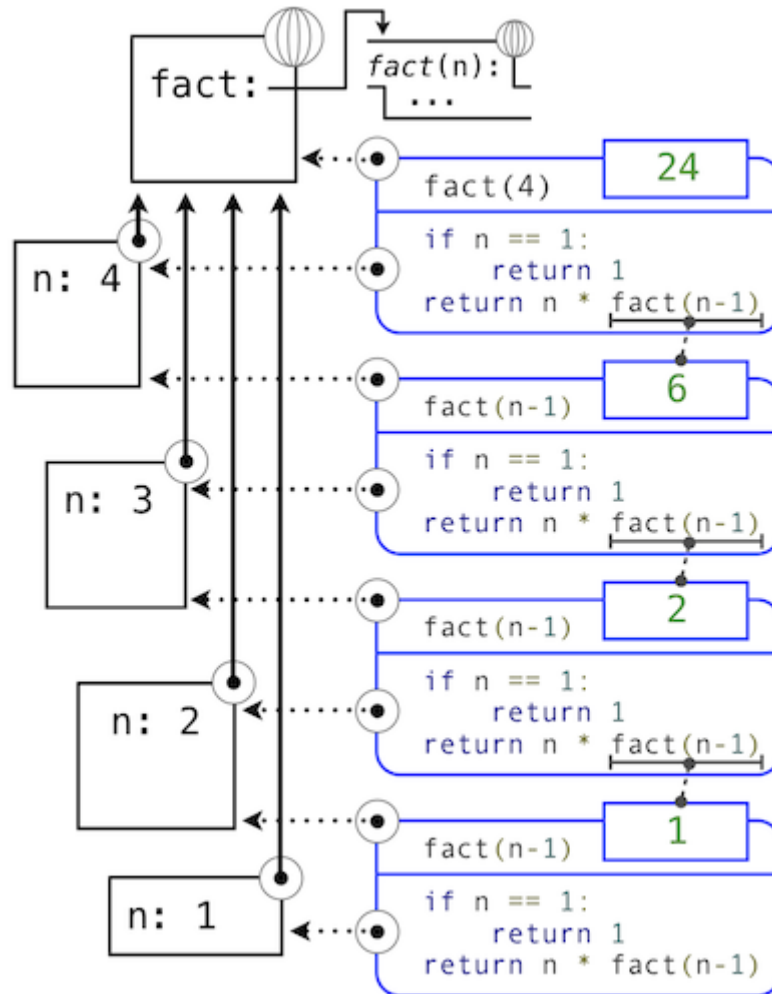 fact:
fact(n):
...
fact(4)
24
if n == 1:
return 1
return n * fact(n-1)
n: 4
fact(n-1)
6
if n == 1:
return 1
return n * fact(n-1)
n: 3
fact(n-1)
2
if n == 1:
return 1
return n * fact(n-1)
n: 2
fact(n-1)
1
if n == 1:
return 1
return n * fact(n-1)
n: 1